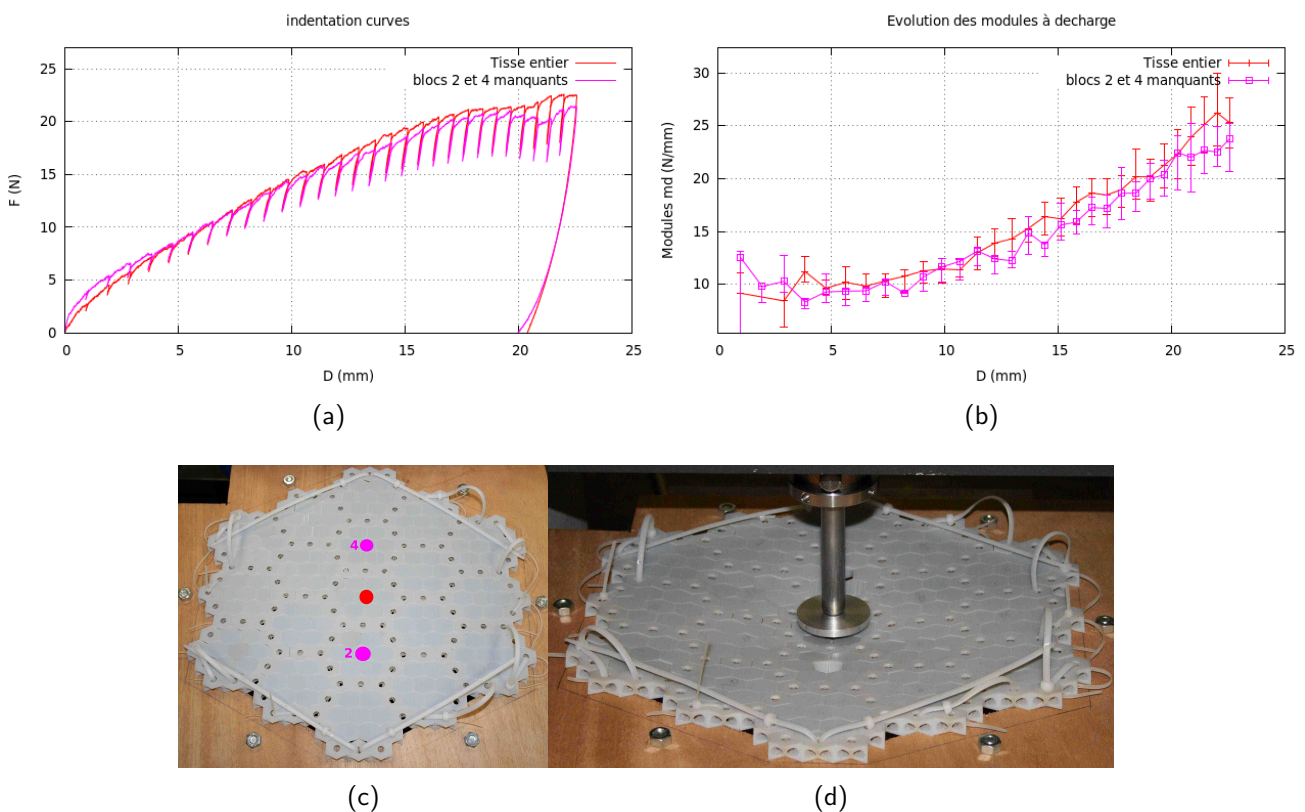 indentation curves
Tisse entier
blocs 2 et 4 manquants
F (N)
25
20
15
10
5
0
0 5 10 15 20 25
D (mm)
(a)
Evolution des modules à decharge
Tisse entier
blocs 2 et 4 manquants
Modules md (N/mm)
30
25
20
15
10
0 5 10 15 20 25
D (mm)
(b)
4
2
(c)
(d)